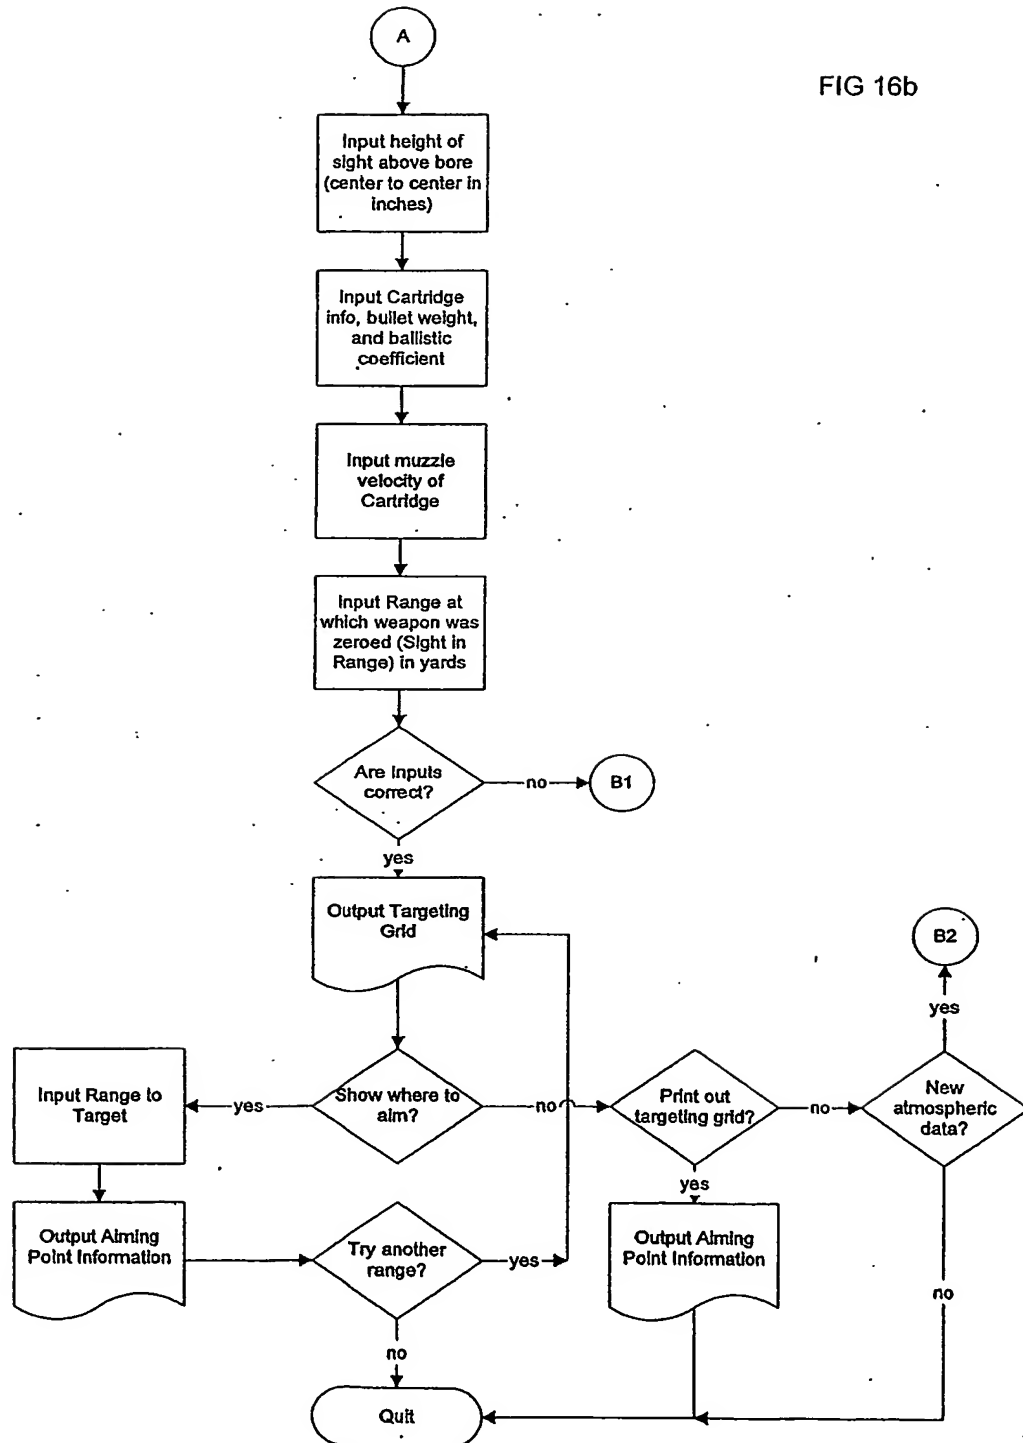 A
FIG 16b
Input height of
sight above bore
(center to center in
inches)
Input Cartridge
info, bullet weight,
and ballistic
coefficient
Input muzzle
velocity of
Cartridge
Input Range at
which weapon was
zeroed (Sight in
Range) in yards
Are Inputs
correct?
no
B1
yes
Output Targeting
Grid
B2
yes
Input Range to
Target
yes
Show where to
aim?
no
Print out
targeting grid?
no
New
atmospheric
data?
yes
Output Aiming
Point Information
Try another
range?
yes
Output Aiming
Point Information
no
no
Quit